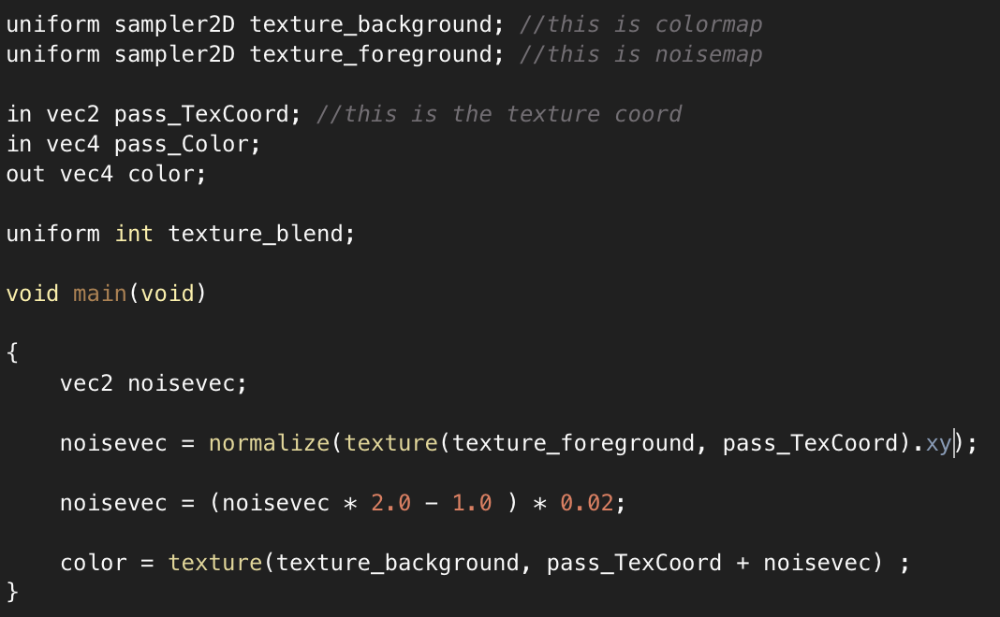 uniform sampler2D texture_background; //this is colormap
uniform sampler2D texture_foreground; //this is noisemap
in vec2 pass_TexCoord; //this is the texture coord
in vec4 pass_Color;
out vec4 color;
uniform int texture_blend;
void main(void)
{
    vec2 noisevec;
    noisevec = normalize(texture(texture_foreground, pass_TexCoord).xy);
    noisevec = (noisevec * 2.0 - 1.0 ) * 0.02;
    color = texture(texture_background, pass_TexCoord + noisevec) ;
}